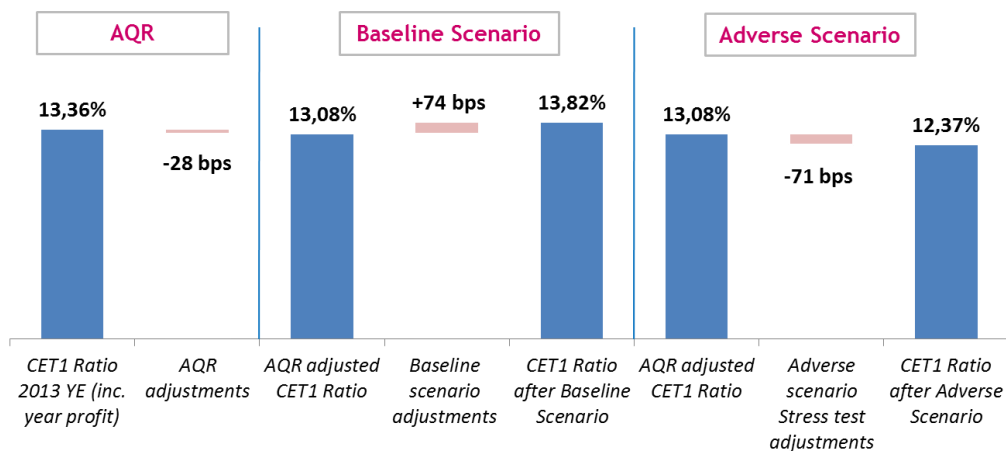 AQR
Baseline Scenario
Adverse Scenario
13,36%
-28 bps
13,08%
+74 bps
13,82%
13,08%
-71 bps
12,37%
CET1 Ratio
2013 YE (inc.
year profit)
AQR
adjustments
AQR adjusted
CET1 Ratio
Baseline
scenario
adjustments
CET1 Ratio
after Baseline
Scenario
AQR adjusted
CET1 Ratio
Adverse
scenario
Stress test
adjustments
CET1 Ratio
after Adverse
Scenario